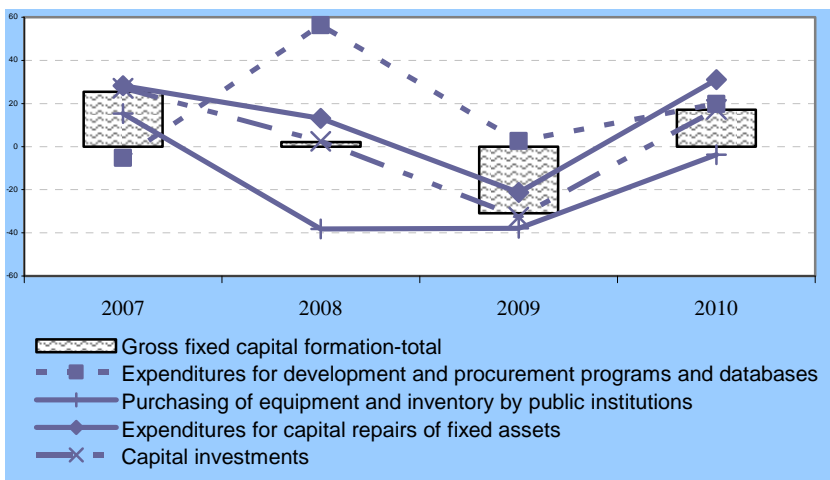 60
40
20
0
-20
-40
-60
2007 2008 2009 2010
Gross fixed capital formation-total
Expenditures for development and procurement programs and databases
Purchasing of equipment and inventory by public institutions
Expenditures for capital repairs of fixed assets
Capital investments